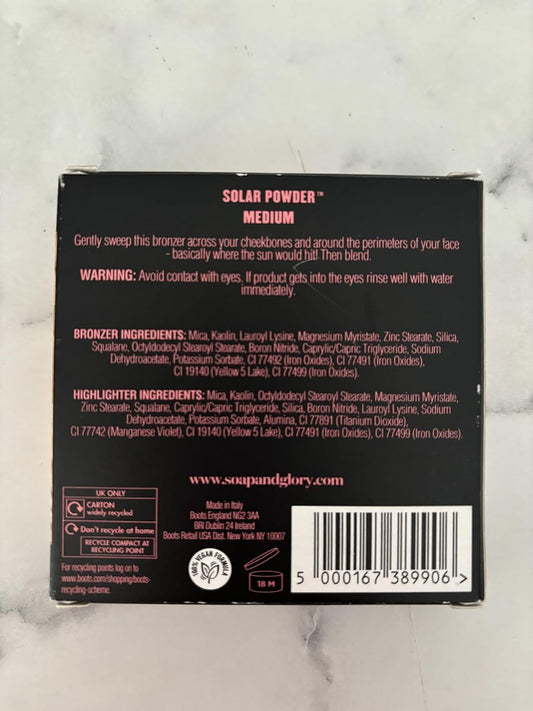 SOLAR POWDER™
MEDIUM
Gently sweep this bronzer across your cheekbones and around the perimeters of your face
- basically where the sun would hit! Then blend.
WARNING: Avoid contact with eyes. If product gets into the eyes rinse well with water
immediately.
BRONZER INGREDIENTS: Mica, Kaolin, Lauroyl Lysine, Magnesium Myristate, Zinc Stearate, Silica,
Squalane, Octyldodecyl Stearoyl Stearate, Boron Nitride, Caprylic/Capric Triglyceride, Sodium
Dehydroacetate, Potassium Sorbate, CI 77492 (Iron Oxides), CI 77491 (Iron Oxides),
CI 19140 (Yellow 5 Lake), CI 77499 (Iron Oxides).
HIGHLIGHTER INGREDIENTS: Mica, Kaolin, Octyldodecyl Stearoyl Stearate, Magnesium Myristate,
Zinc Stearate, Squalane, Caprylic/Capric Triglyceride, Silica, Boron Nitride, Lauroyl Lysine, Sodium
Dehydroacetate, Potassium Sorbate, Alumina, CI 77891 (Titanium Dioxide),
CI 77742 (Manganese Violet), CI 19140 (Yellow 5 Lake), CI 77491 (Iron Oxides), CI 77499 (Iron Oxides).
www.soapandglory.com
UK ONLY
CARTON
widely recycled
Don't recycle at home
RECYCLE COMPACT AT
RECYCLING POINT
For recycling points log on to
www.boots.com/shopping/boots-
recycling-scheme.
Made in Italy
Boots England NG2 3AA
BRI Dublin 24 Ireland
Boots Retail USA Dist. New York NY 10007
100% VEGAN FORMULA
18 M
5 000167 389906 >